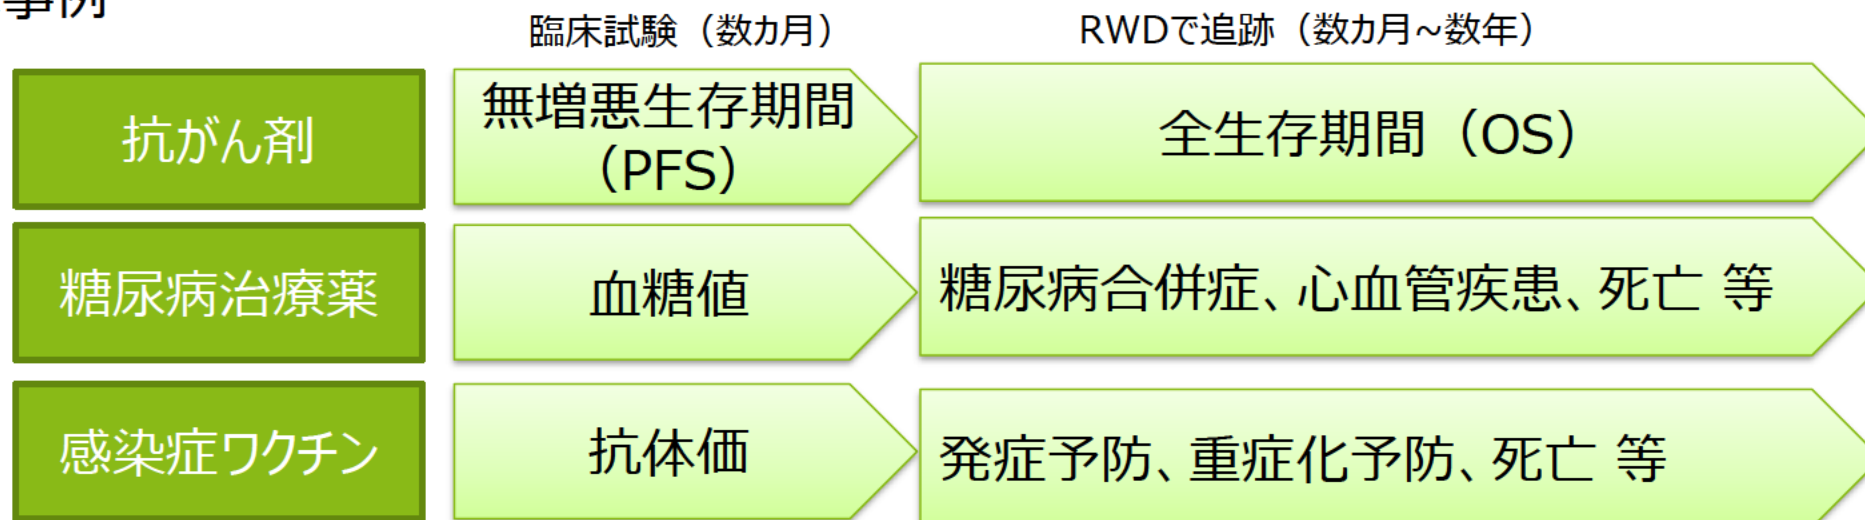 事例
臨床試験（数カ月）
RWDで追跡（数カ月~数年）
抗がん剤
無増悪生存期間
（PFS）
全生存期間（OS）
糖尿病治療薬
血糖値
糖尿病合併症、心血管疾患、死亡 等
感染症ワクチン
抗体価
発症予防、重症化予防、死亡 等